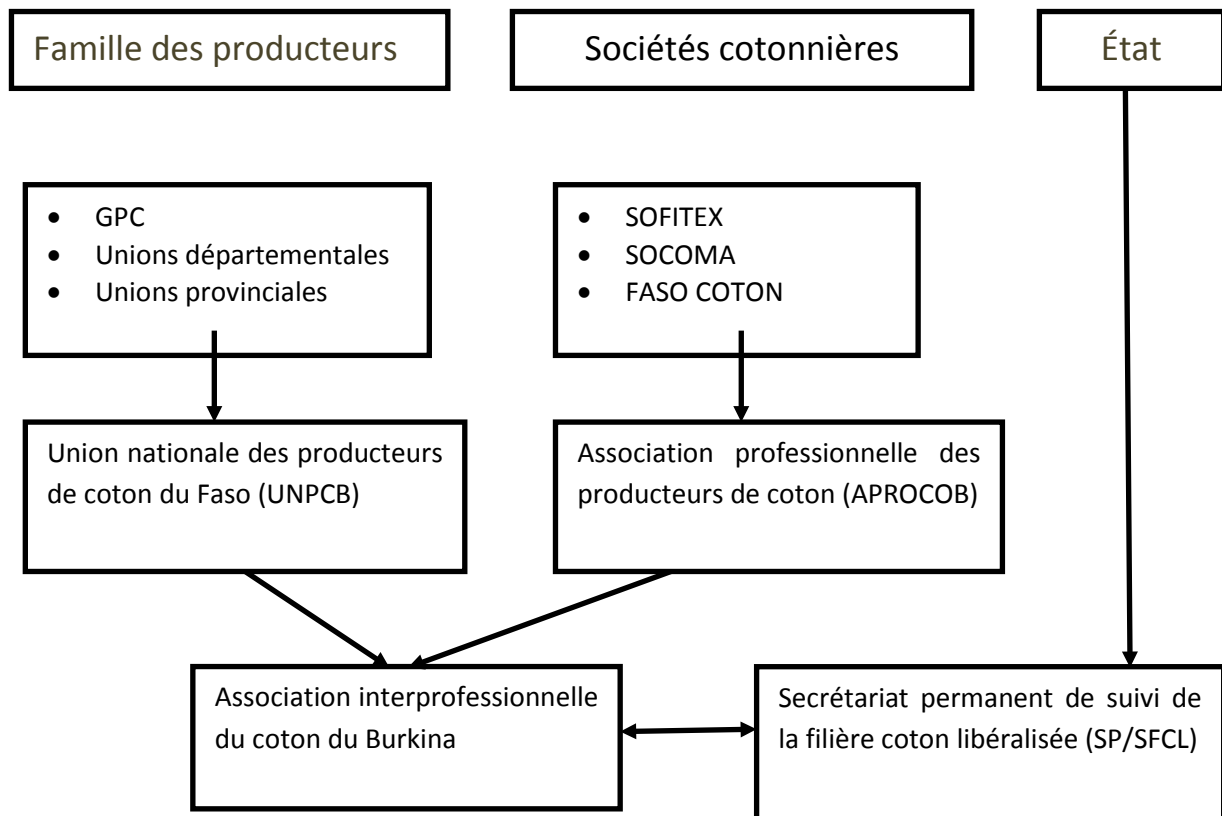 Famille des producteurs
Sociétés cotonnières
État
• GPC
• Unions départementales
• Unions provinciales
• SOFITEX
• SOCOMA
• FASO COTON
Union nationale des producteurs
de coton du Faso (UNPCB)
Association professionnelle des
producteurs de coton (APROCOB)
Association interprofessionnelle
du coton du Burkina
Secrétariat permanent de suivi de
la filière coton libéralisée (SP/SFCL)